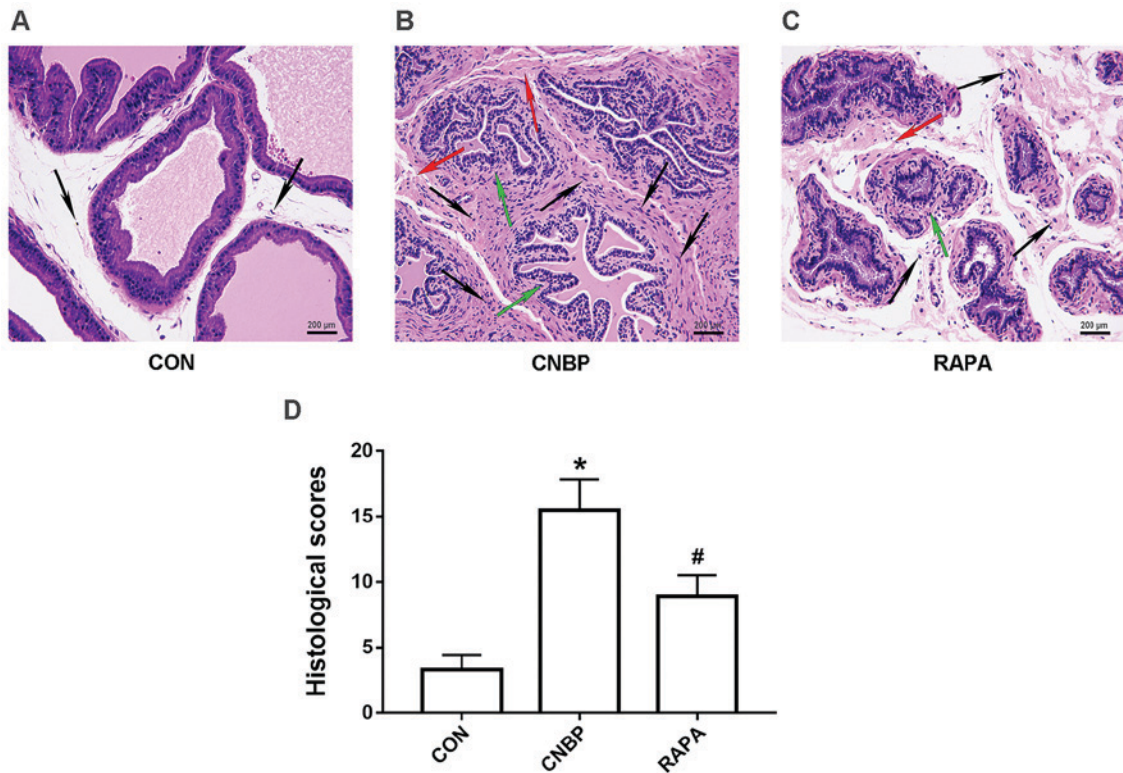 A
B
C
200 µm
200 µm
200 µm
CON
CNBP
RAPA
D
Histological scores
20
15
10
5
0
*
#
CON
CNBP
RAPA